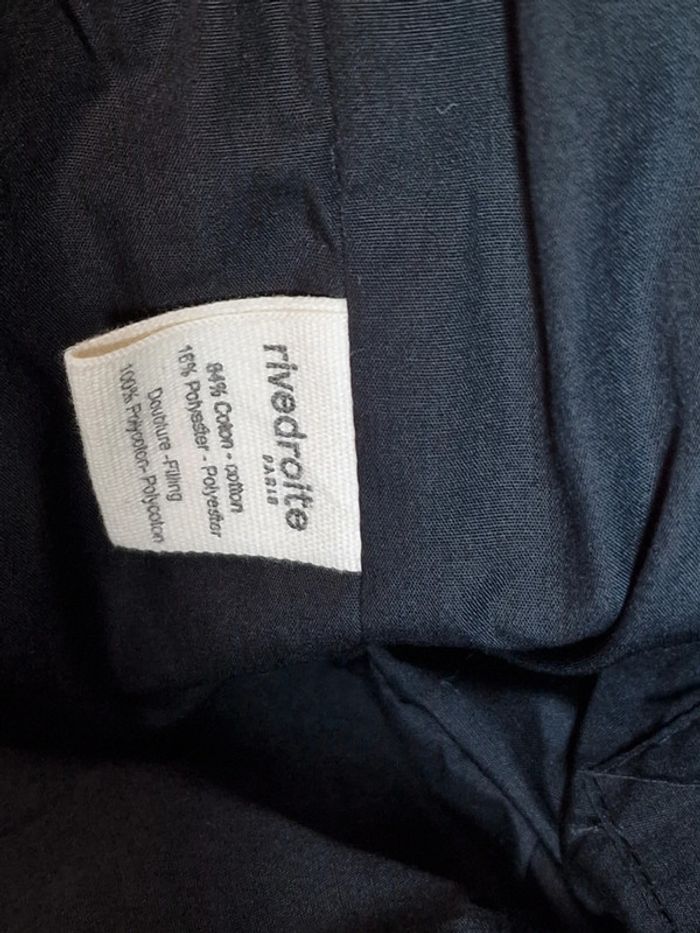 rivedroite
PARIS
84% Coton - cotton
16% Polyester - Polyester
Doublure -Filling
100% Polycoton- Polycoton